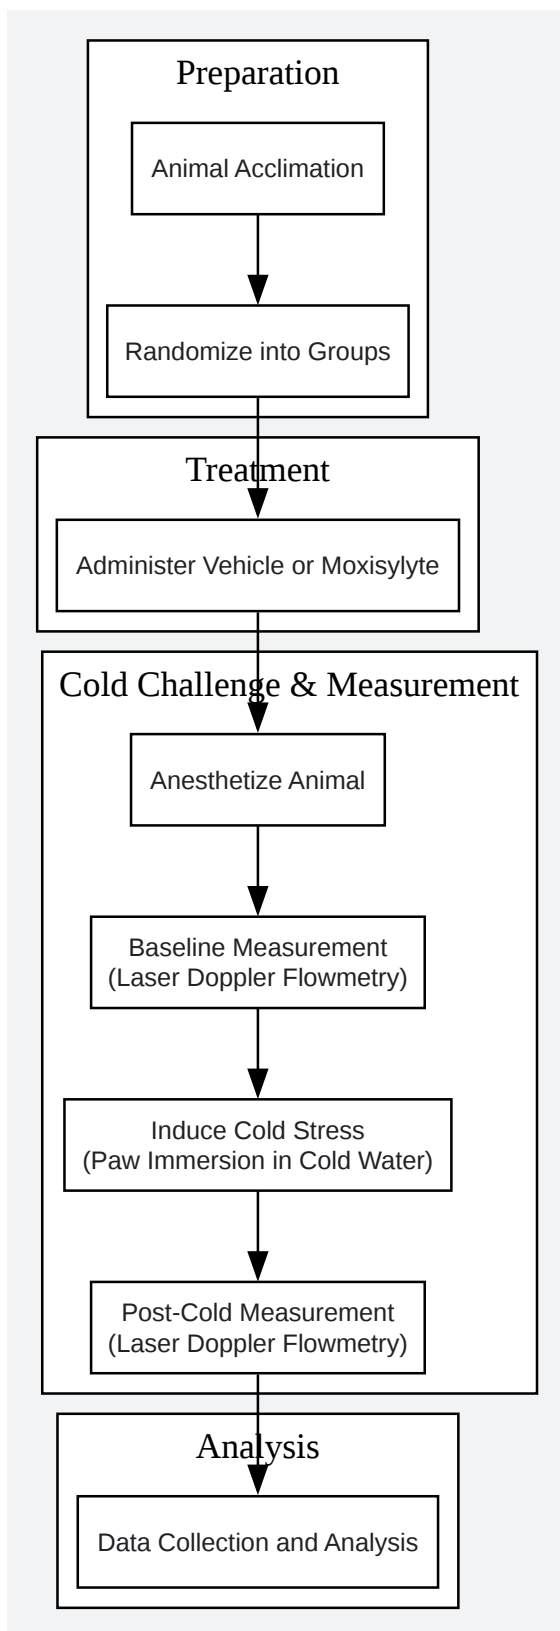 Preparation
Animal Acclimation
Randomize into Groups
Treatment
Administer Vehicle or Moxisylyte
Cold Challenge & Measurement
Anesthetize Animal
Baseline Measurement
(Laser Doppler Flowmetry)
Induce Cold Stress
(Paw Immersion in Cold Water)
Post-Cold Measurement
(Laser Doppler Flowmetry)
Analysis
Data Collection and Analysis